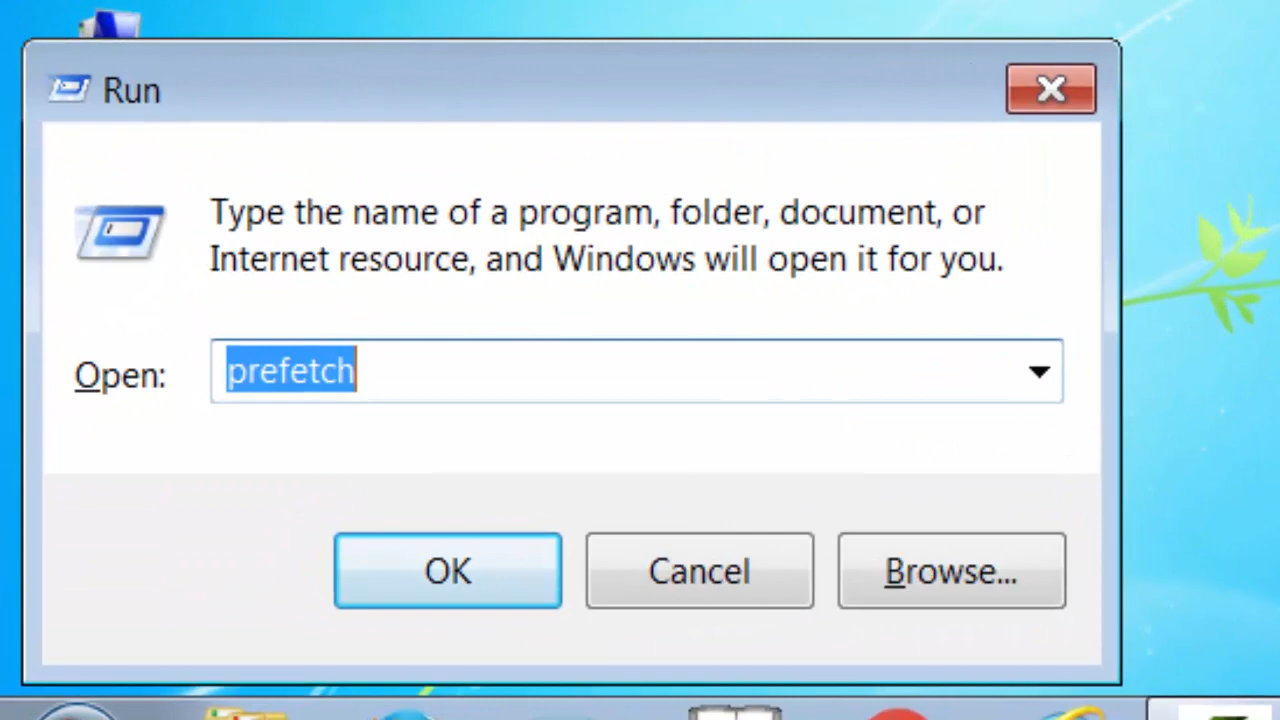 Run
Type the name of a program, folder, document, or
Internet resource, and Windows will open it for you.
Open:
prefetch
OK
Cancel
Browse...